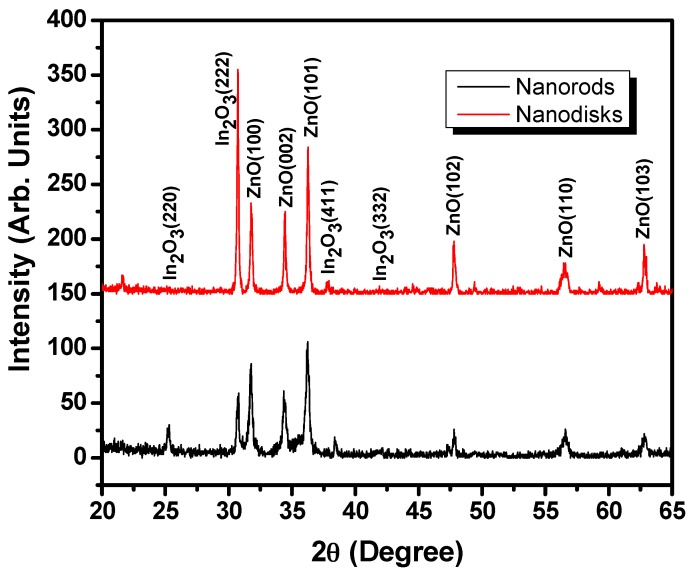 400
350
300
250
200
150
100
50
0
Intensity (Arb. Units)
In₂O₃(220)
In₂O₃(222)
ZnO(100)
ZnO(002)
ZnO(101)
In₂O₃(411)
In₂O₃(332)
ZnO(102)
ZnO(110)
ZnO(103)
Nanorods
Nanodisks
20 25 30 35 40 45 50 55 60 65
2θ (Degree)